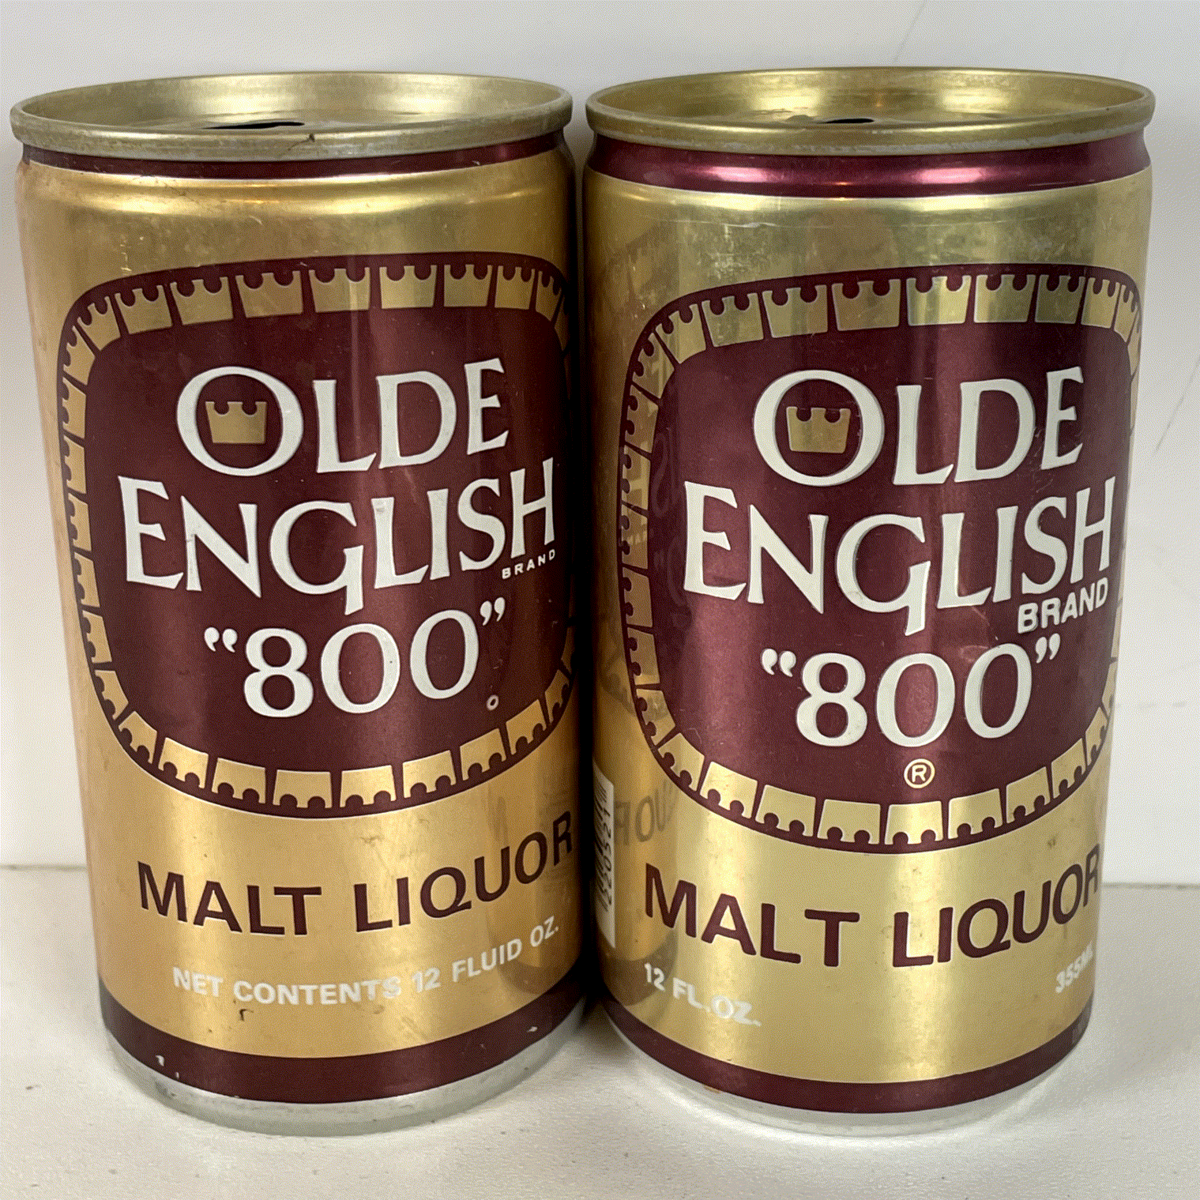 OLDE
ENGLISH
BRAND
"800"
MALT LIQUOR
NET CONTENTS 12 FLUID OZ.
OLDE
ENGLISH
BRAND
"800"
®
MALT LIQUOR
12 FL. OZ. 355ML